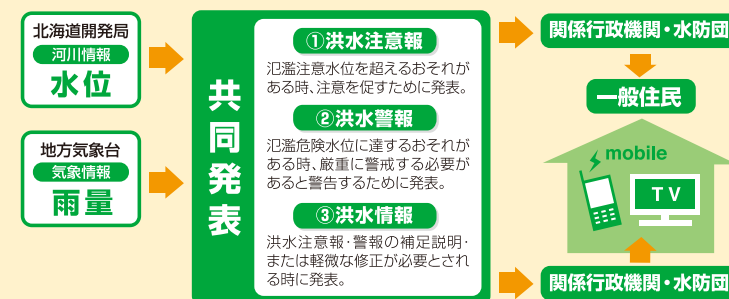 北海道開発局
河川情報
水位
地方気象台
気象情報
雨量
共同発表
①洪水注意報
氾濫注意水位を超えるおそれが
ある時、注意を促すために発表。
②洪水警報
氾濫危険水位に達するおそれが
ある時、厳重に警戒する必要が
あると警告するために発表。
③洪水情報
洪水注意報・警報の補足説明・
または軽微な修正が必要とされ
る時に発表。
関係行政機関・水防団
一般住民
mobile
TV
関係行政機関・水防団